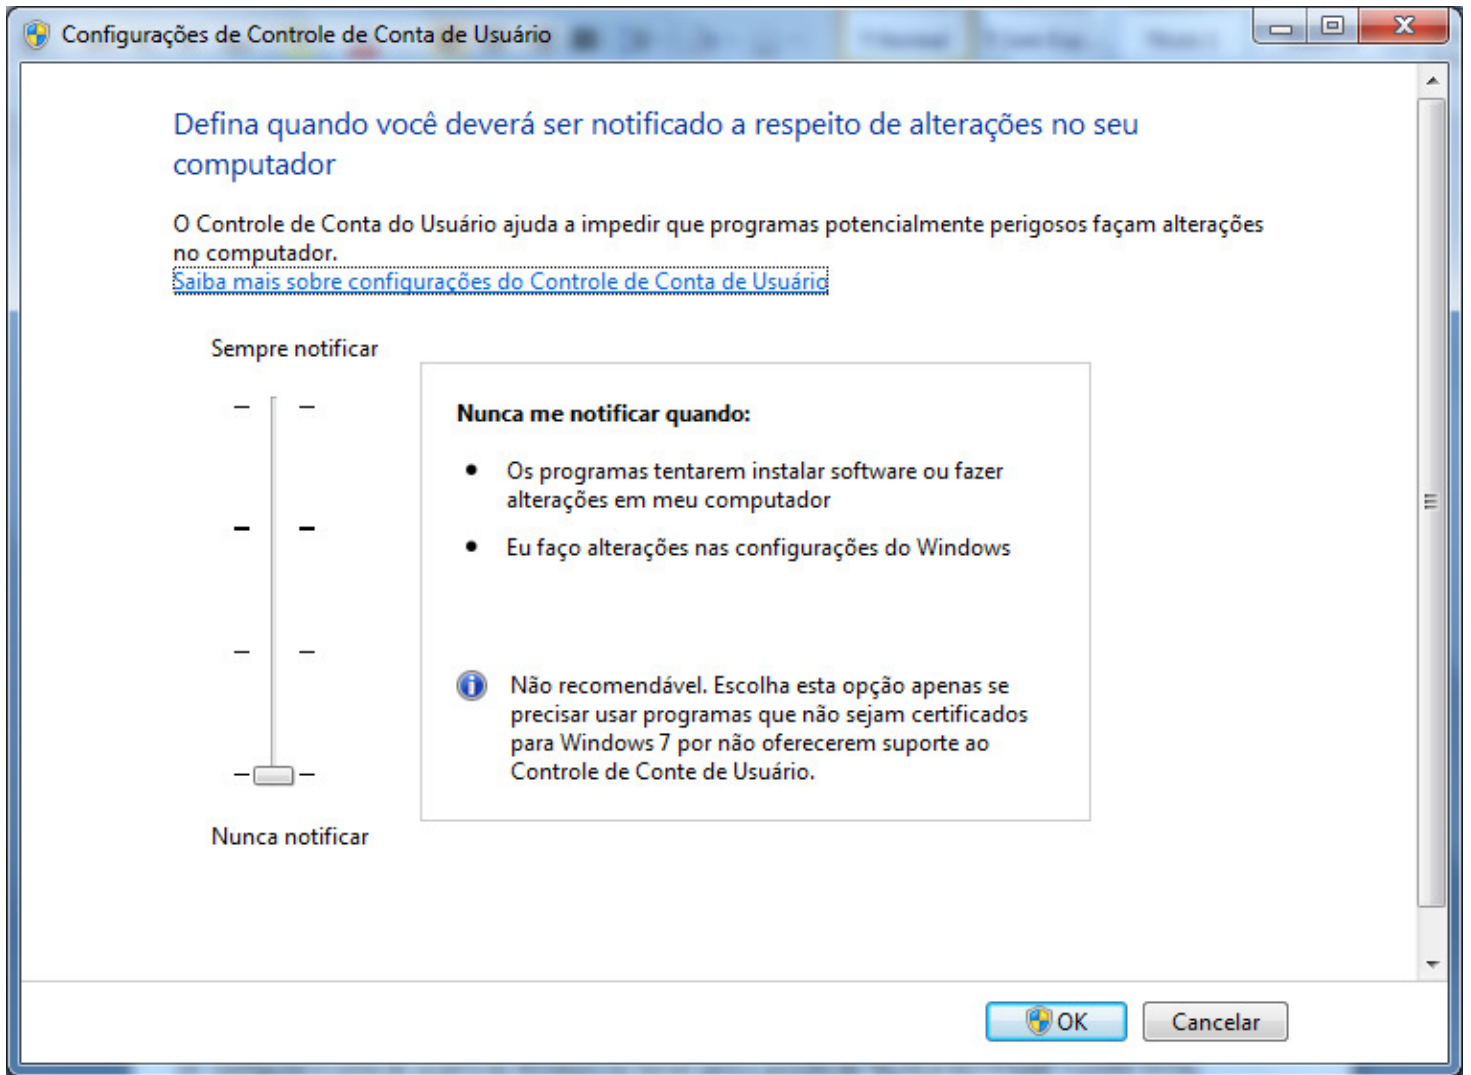 Configurações de Controle de Conta de Usuário
Defina quando você deverá ser notificado a respeito de alterações no seu
computador
O Controle de Conta do Usuário ajuda a impedir que programas potencialmente perigosos façam alterações
no computador.
Saiba mais sobre configurações do Controle de Conta de Usuário
Sempre notificar
Nunca me notificar quando:
• Os programas tentarem instalar software ou fazer
alterações em meu computador
• Eu faço alterações nas configurações do Windows
Não recomendável. Escolha esta opção apenas se
precisar usar programas que não sejam certificados
para Windows 7 por não oferecerem suporte ao
Controle de Conte de Usuário.
Nunca notificar
OK
Cancelar